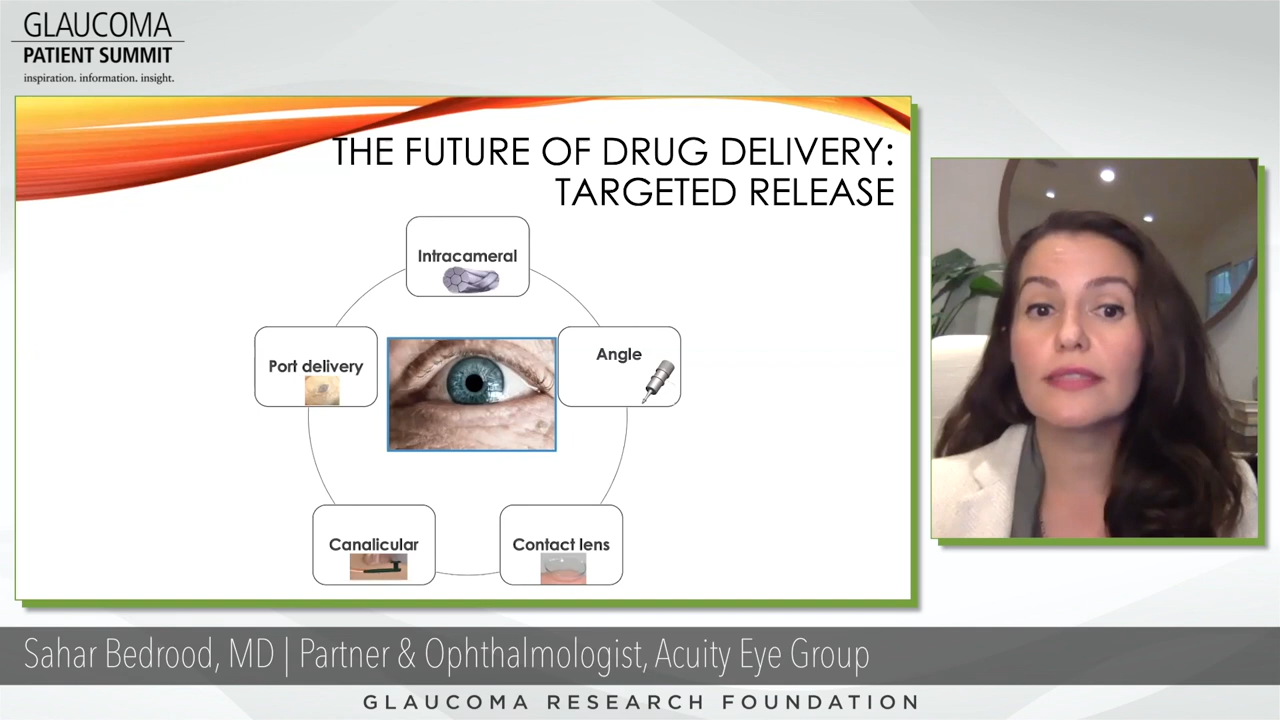 GLAUCOMA
PATIENT SUMMIT
inspiration. information. insight.
THE FUTURE OF DRUG DELIVERY:
TARGETED RELEASE
Intracameral
Port delivery
Angle
Canalicular
Contact lens
Sahar Bedrood, MD | Partner & Ophthalmologist, Acuity Eye Group
GLAUCOMA RESEARCH FOUNDATION